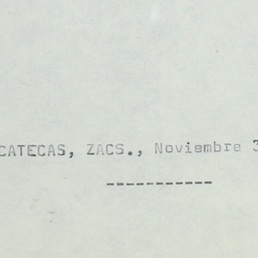 CATECAS, ZACS., Noviembre 3
-----------